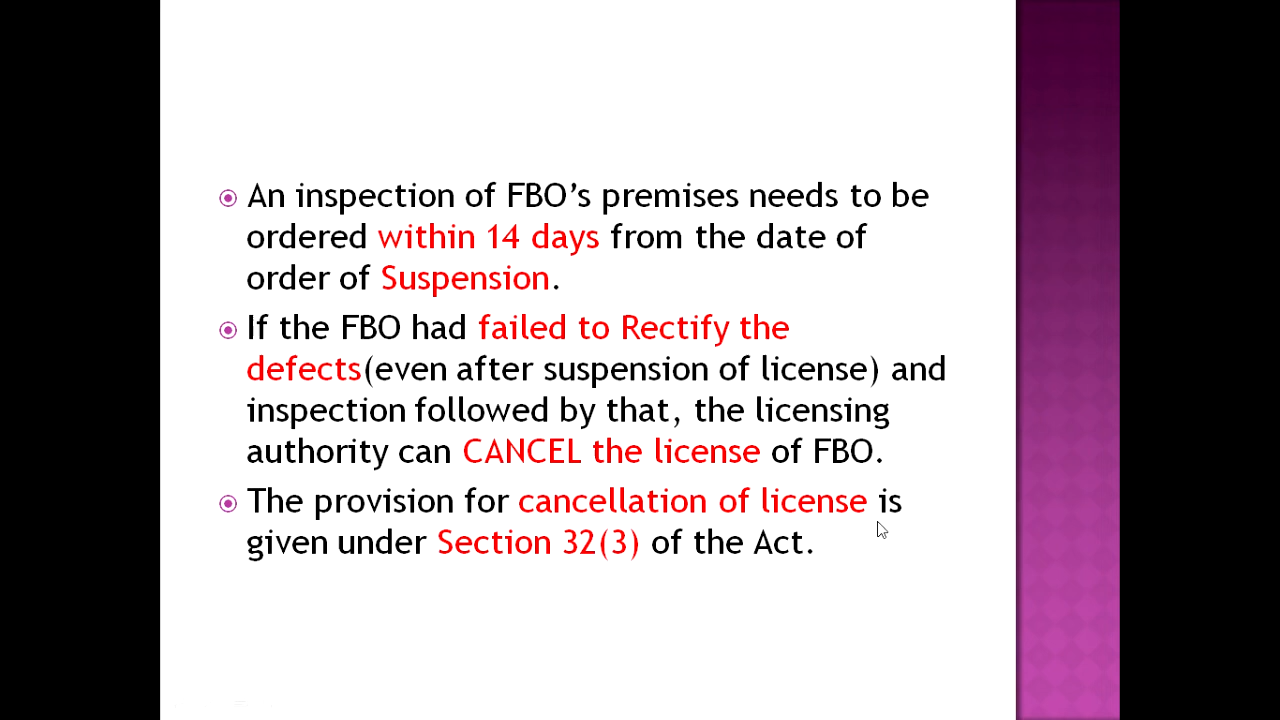 An inspection of FBO’s premises needs to be
ordered within 14 days from the date of
order of Suspension.
If the FBO had failed to Rectify the
defects(even after suspension of license) and
inspection followed by that, the licensing
authority can CANCEL the license of FBO.
The provision for cancellation of license is
given under Section 32(3) of the Act.